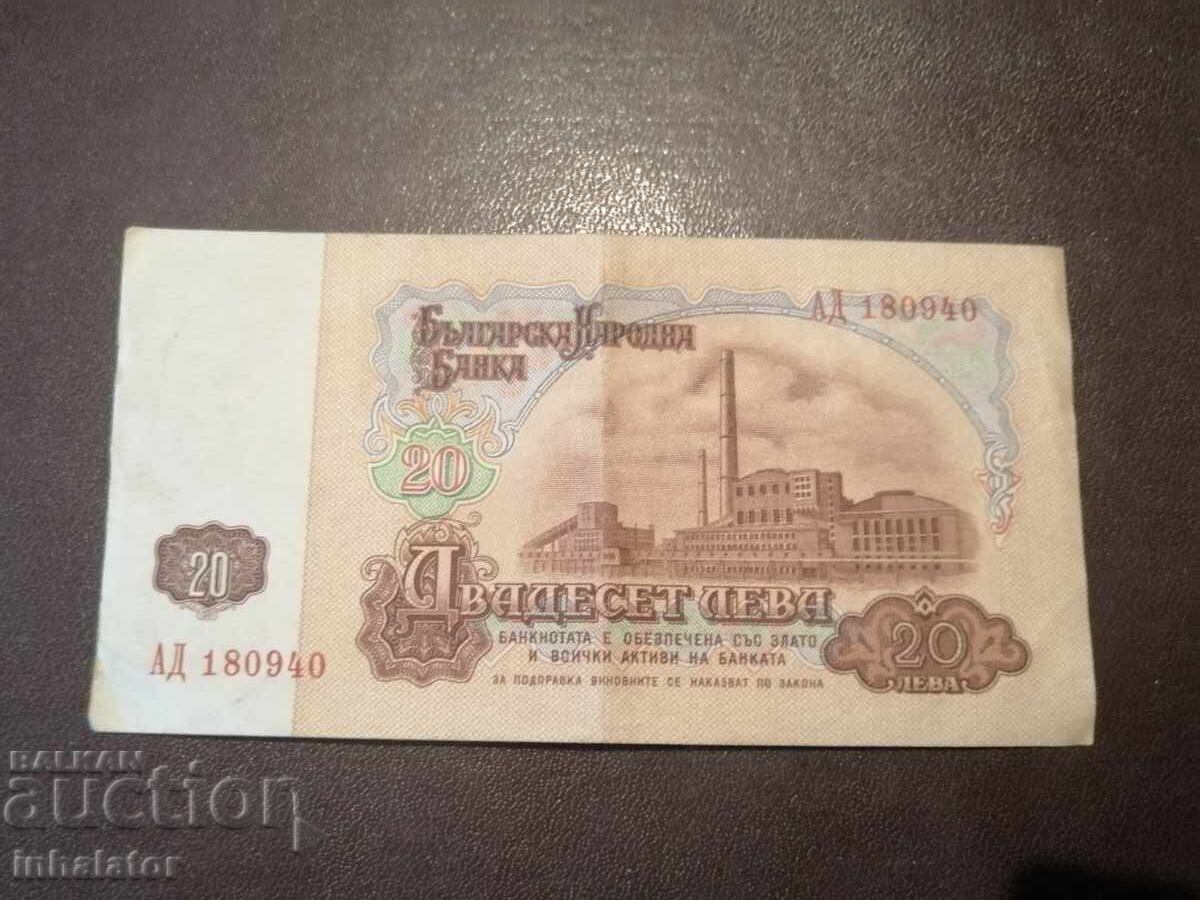 АД 180940
Българска Народна
Банка
20
20
Двадесет лева
БАНКНОТАТА Е ОБЕЗПЕЧЕНА СЪС ЗЛАТО
И ВСИЧКИ АКТИВИ НА БАНКАТА
ЗА ПОДПРАВКА ВИНОВНИТЕ СЕ НАКАЗВАТ ПО ЗАКОНА
20
ЛЕВА
АД 180940
BALKAN
auction
inhalator